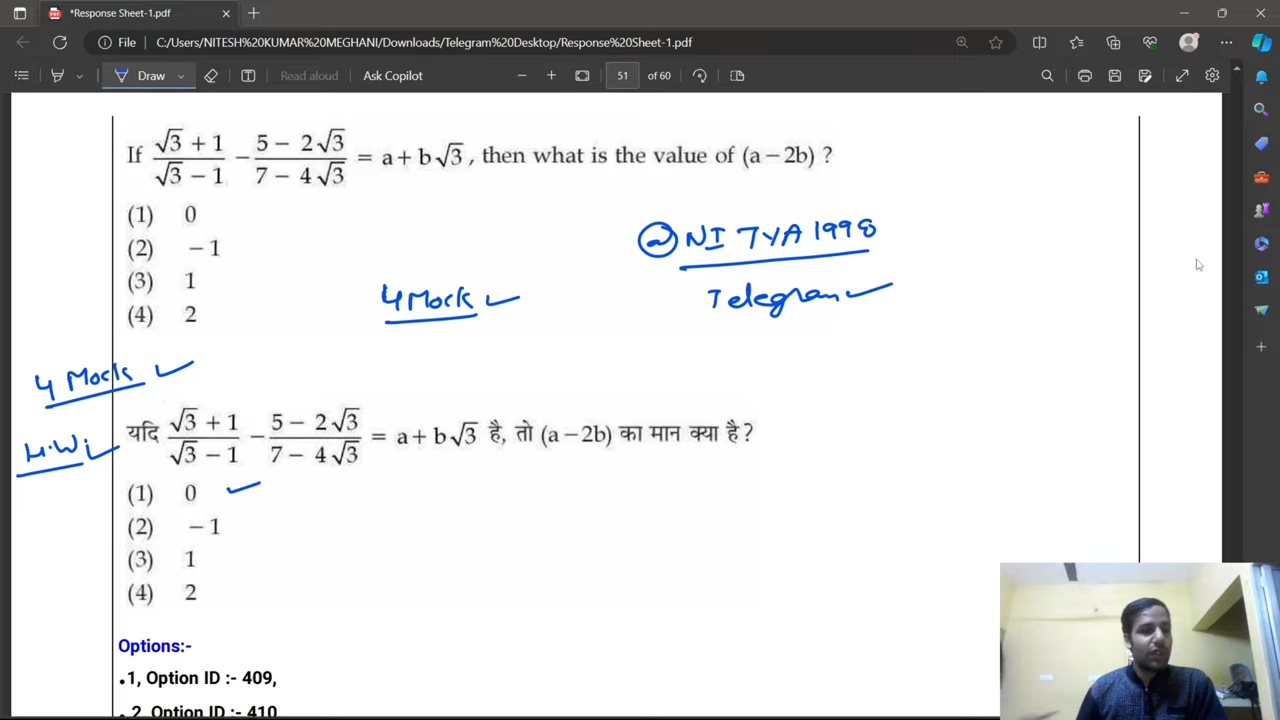 *Response Sheet-1.pdf
File C:/Users/NITESH%20KUMAR%20MEGHANI/Downloads/Telegram%20Desktop/Response%20Sheet-1.pdf
Draw Read aloud Ask Copilot 51 of 60
If (√3 + 1)/(√3 − 1) − (5 − 2√3)/(7 − 4√3) = a + b√3, then what is the value of (a − 2b) ?
(1) 0
(2) −1
(3) 1
(4) 2
@ NITYA1998
Telegram
4 Mock
4 Mock
H.W.
यदि (√3 + 1)/(√3 − 1) − (5 − 2√3)/(7 − 4√3) = a + b√3 है, तो (a − 2b) का मान क्या है?
(1) 0
(2) −1
(3) 1
(4) 2
Options:-
.1, Option ID :- 409,
. 2, Option ID :- 410